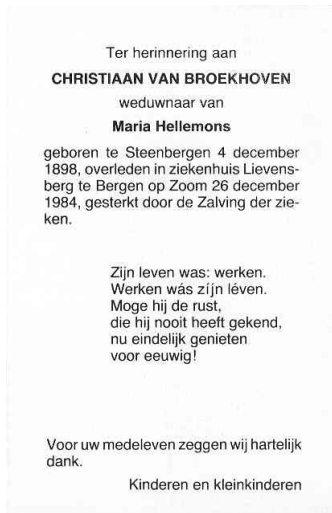 Ter herinnering aan
CHRISTIAAN VAN BROEKHOVEN
weduwnaar van
Maria Hellemons
geboren te Steenbergen 4 december
1898, overleden in ziekenhuis Lievens-
berg te Bergen op Zoom 26 december
1984, gesterkt door de Zalving der zie-
ken.
Zijn leven was: werken.
Werken wás zíjn léven.
Moge hij de rust,
die hij nooit heeft gekend,
nu eindelijk genieten
voor eeuwig!
Voor uw medeleven zeggen wij hartelijk
dank.
Kinderen en kleinkinderen